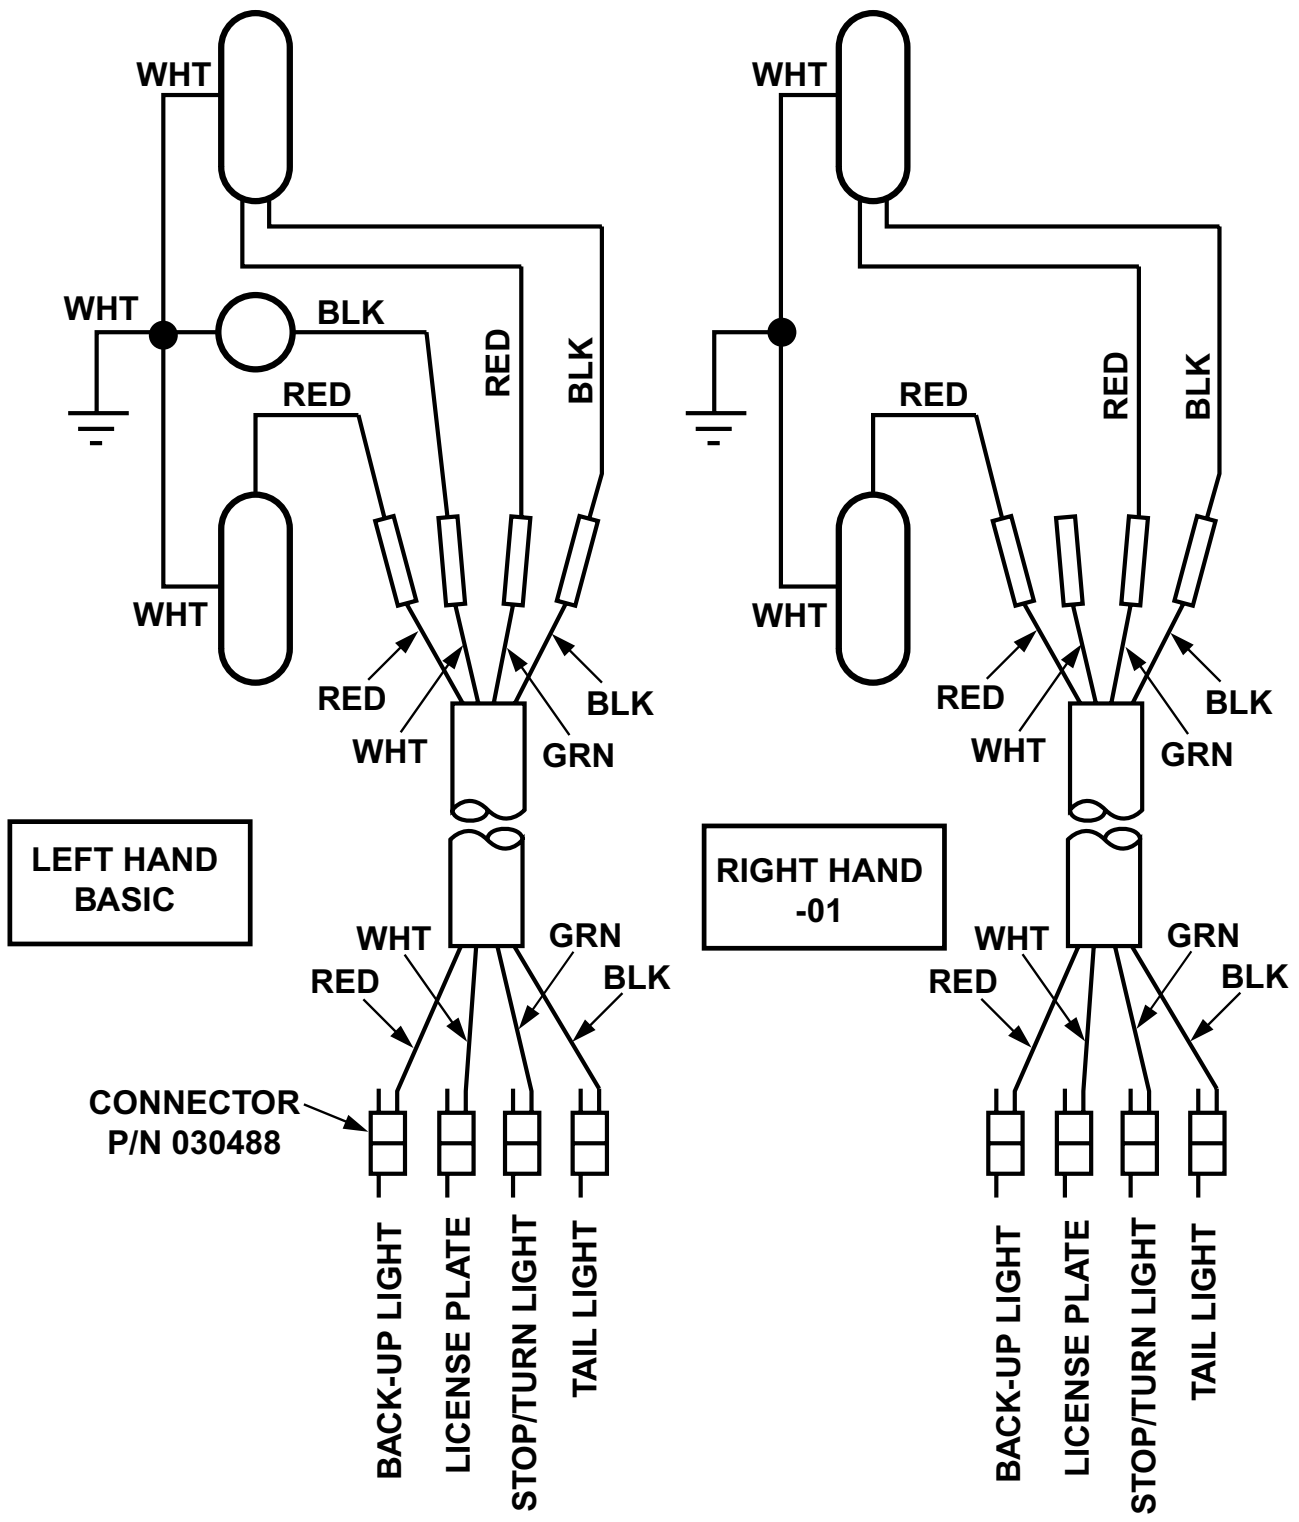 WHT
WHT
BLK
RED
RED
BLK
WHT
RED
WHT
GRN
BLK
LEFT HAND
BASIC
WHT
GRN
RED
BLK
CONNECTOR
P/N 030488
BACK-UP LIGHT
LICENSE PLATE
STOP/TURN LIGHT
TAIL LIGHT
WHT
RED
RED
BLK
WHT
RED
WHT
GRN
BLK
RIGHT HAND
-01
WHT
GRN
RED
BLK
BACK-UP LIGHT
LICENSE PLATE
STOP/TURN LIGHT
TAIL LIGHT